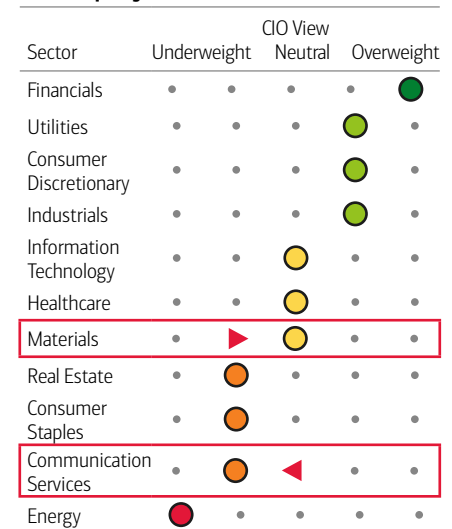 CIO View
Sector Underweight Neutral Overweight
Financials
Utilities
Consumer
Discretionary
Industrials
Information
Technology
Healthcare
Materials
Real Estate
Consumer
Staples
Communication
Services
Energy